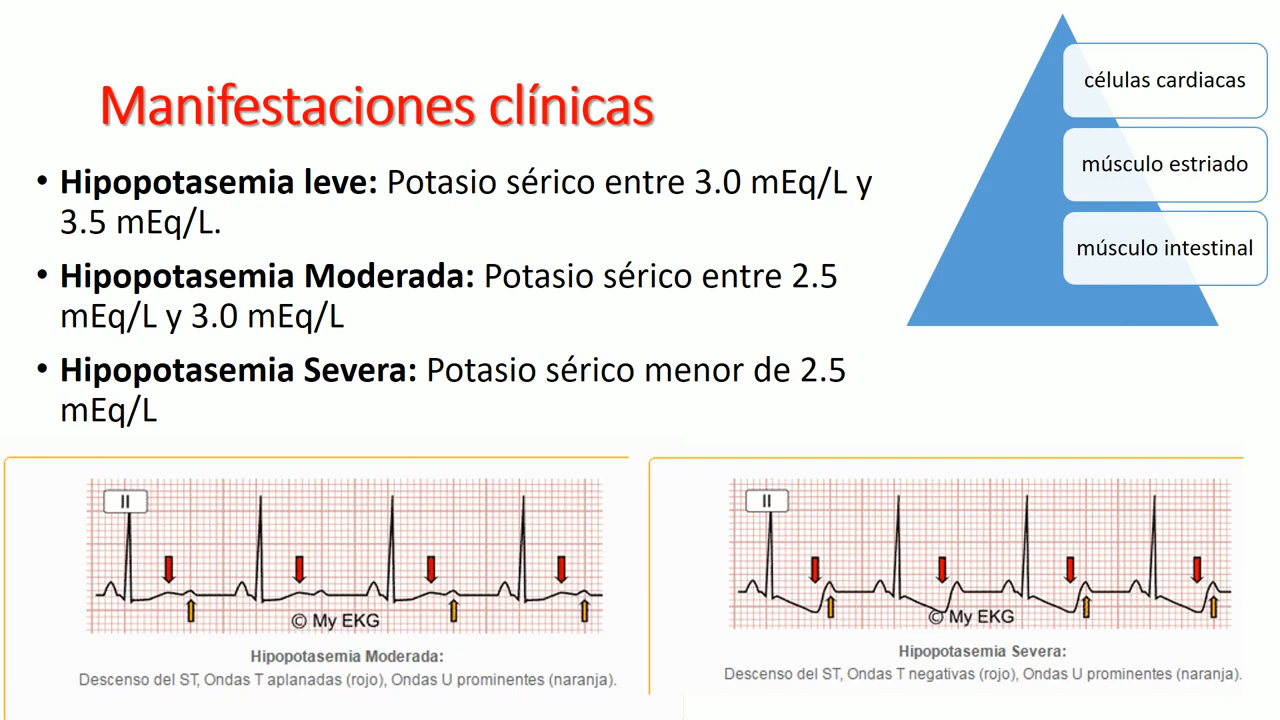 Manifestaciones clínicas
• Hipopotasemia leve: Potasio sérico entre 3.0 mEq/L y
3.5 mEq/L.
• Hipopotasemia Moderada: Potasio sérico entre 2.5
mEq/L y 3.0 mEq/L
• Hipopotasemia Severa: Potasio sérico menor de 2.5
mEq/L
células cardiacas
músculo estriado
músculo intestinal
II
© My EKG
Hipopotasemia Moderada:
Descenso del ST, Ondas T aplanadas (rojo), Ondas U prominentes (naranja).
II
© My EKG
Hipopotasemia Severa:
Descenso del ST, Ondas T negativas (rojo), Ondas U prominentes (naranja).